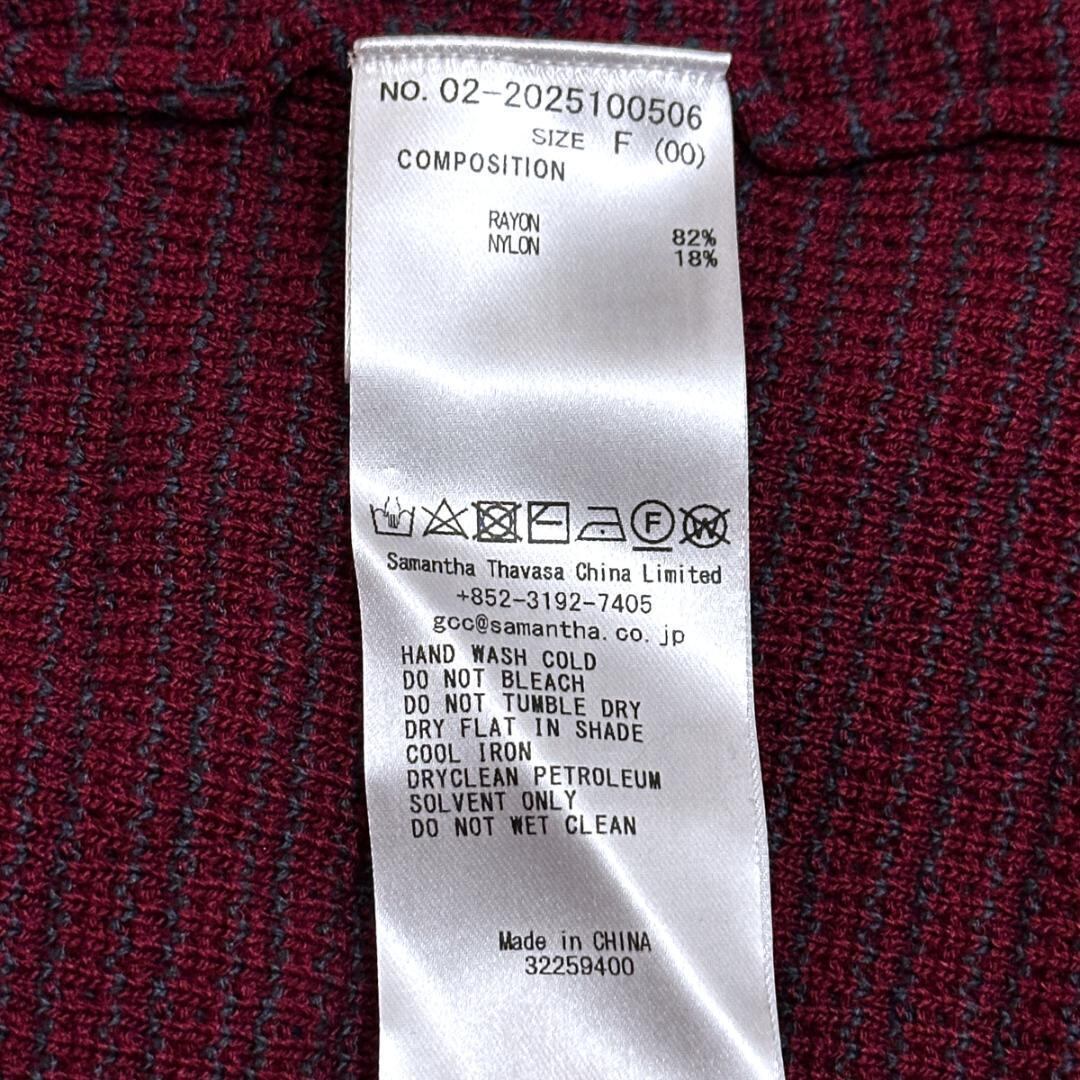 NO. 02-2025100506
SIZE F (00)
COMPOSITION
RAYON 82%
NYLON 18%
F W
Samantha Thavasa China Limited
+852-3192-7405
gcc@samantha.co.jp
HAND WASH COLD
DO NOT BLEACH
DO NOT TUMBLE DRY
DRY FLAT IN SHADE
COOL IRON
DRYCLEAN PETROLEUM
SOLVENT ONLY
DO NOT WET CLEAN
Made in CHINA
32259400